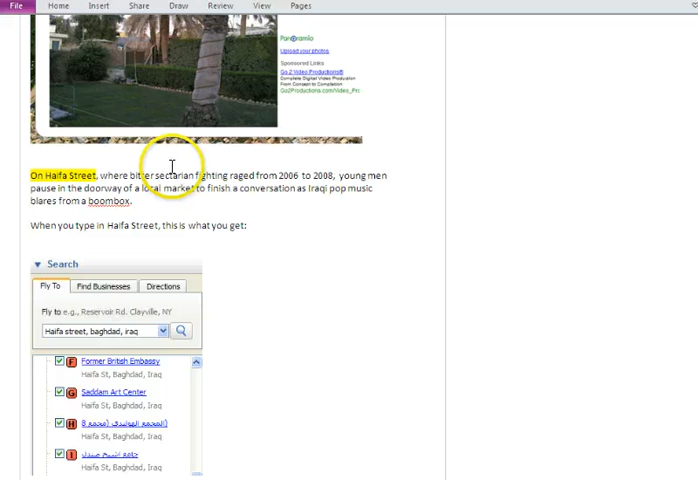 File Home Insert Share Draw Review View Pages
Panoramio
Upload your photos
Sponsored Links
Go 2 Video Productions®
Complete Digital Video Production
From Concept to Completion
Go2Productions.com/Video_Prc
On Haifa Street, where bitter sectarian fighting raged from 2006 to 2008, young men
pause in the doorway of a local market to finish a conversation as Iraqi pop music
blares from a boombox.
When you type in Haifa Street, this is what you get:
Search
Fly To Find Businesses Directions
Fly to e.g., Reservoir Rd. Clayville, NY
Haifa street, baghdad, iraq
F Former British Embassy
Haifa St, Baghdad, Iraq
G Saddam Art Center
Haifa St, Baghdad, Iraq
H
Haifa St, Baghdad, Iraq
I
Haifa St, Baghdad, Iraq